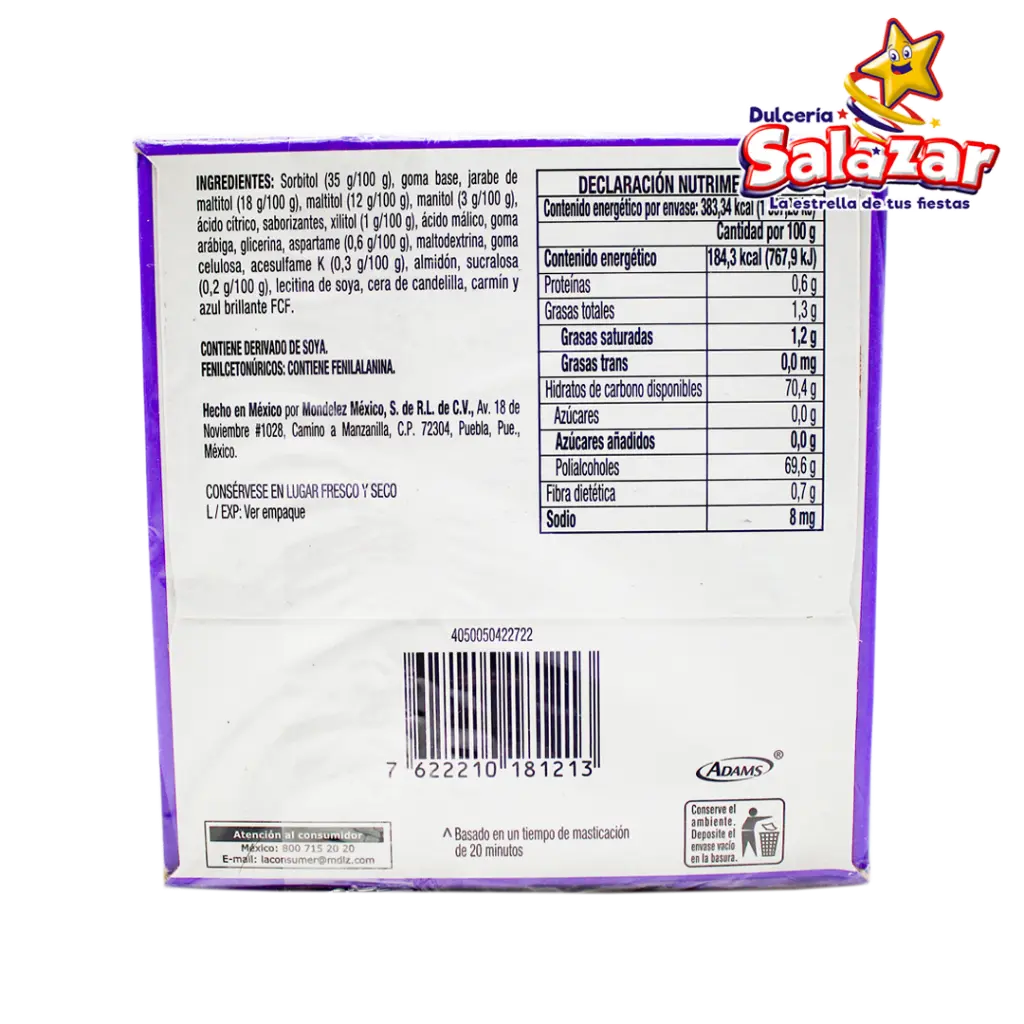 Dulcería
Salazar
La estrella de tus fiestas
INGREDIENTES: Sorbitol (35 g/100 g), goma base, jarabe de
maltitol (18 g/100 g), maltitol (12 g/100 g), manitol (3 g/100 g),
ácido cítrico, saborizantes, xilitol (1 g/100g), ácido málico, goma
arábiga, glicerina, aspartame (0,6 g/100g), maltodextrina, goma
celulosa, acesulfame K (0,3 g/100g), almidón, sucralosa
(0,2 g/100 g), lecitina de soya, cera de candelilla, carmín y
azul brillante FCF.
CONTIENE DERIVADO DE SOYA.
FENILCETONÚRICOS: CONTIENE FENILALANINA.
Hecho en México por Mondelez México, S. de R.L. de C.V., Av. 18 de
Noviembre #1028, Camino a Manzanilla, C.P. 72304, Puebla, Pue.,
México.
CONSÉRVESE EN LUGAR FRESCO Y SECO
L / EXP: Ver empaque
DECLARACIÓN NUTRIME
Contenido energético por envase: 383,34 kcal
Cantidad por 100 g
Contenido energético 184,3 kcal (767,9 kJ)
Proteínas 0,6 g
Grasas totales 1,3 g
Grasas saturadas 1,2 g
Grasas trans 0,0 mg
Hidratos de carbono disponibles 70,4 g
Azúcares 0,0 g
Azúcares añadidos 0,0 g
Polialcoholes 69,6 g
Fibra dietética 0,7 g
Sodio 8 mg
4050050422722
7 622210 181213
ADAMS®
Atención al consumidor
México: 800 715 20 20
E-mail: laconsumer@mdlz.com
^ Basado en un tiempo de masticación
de 20 minutos
Conserve el
ambiente.
Deposite el
envase vacío
en la basura.